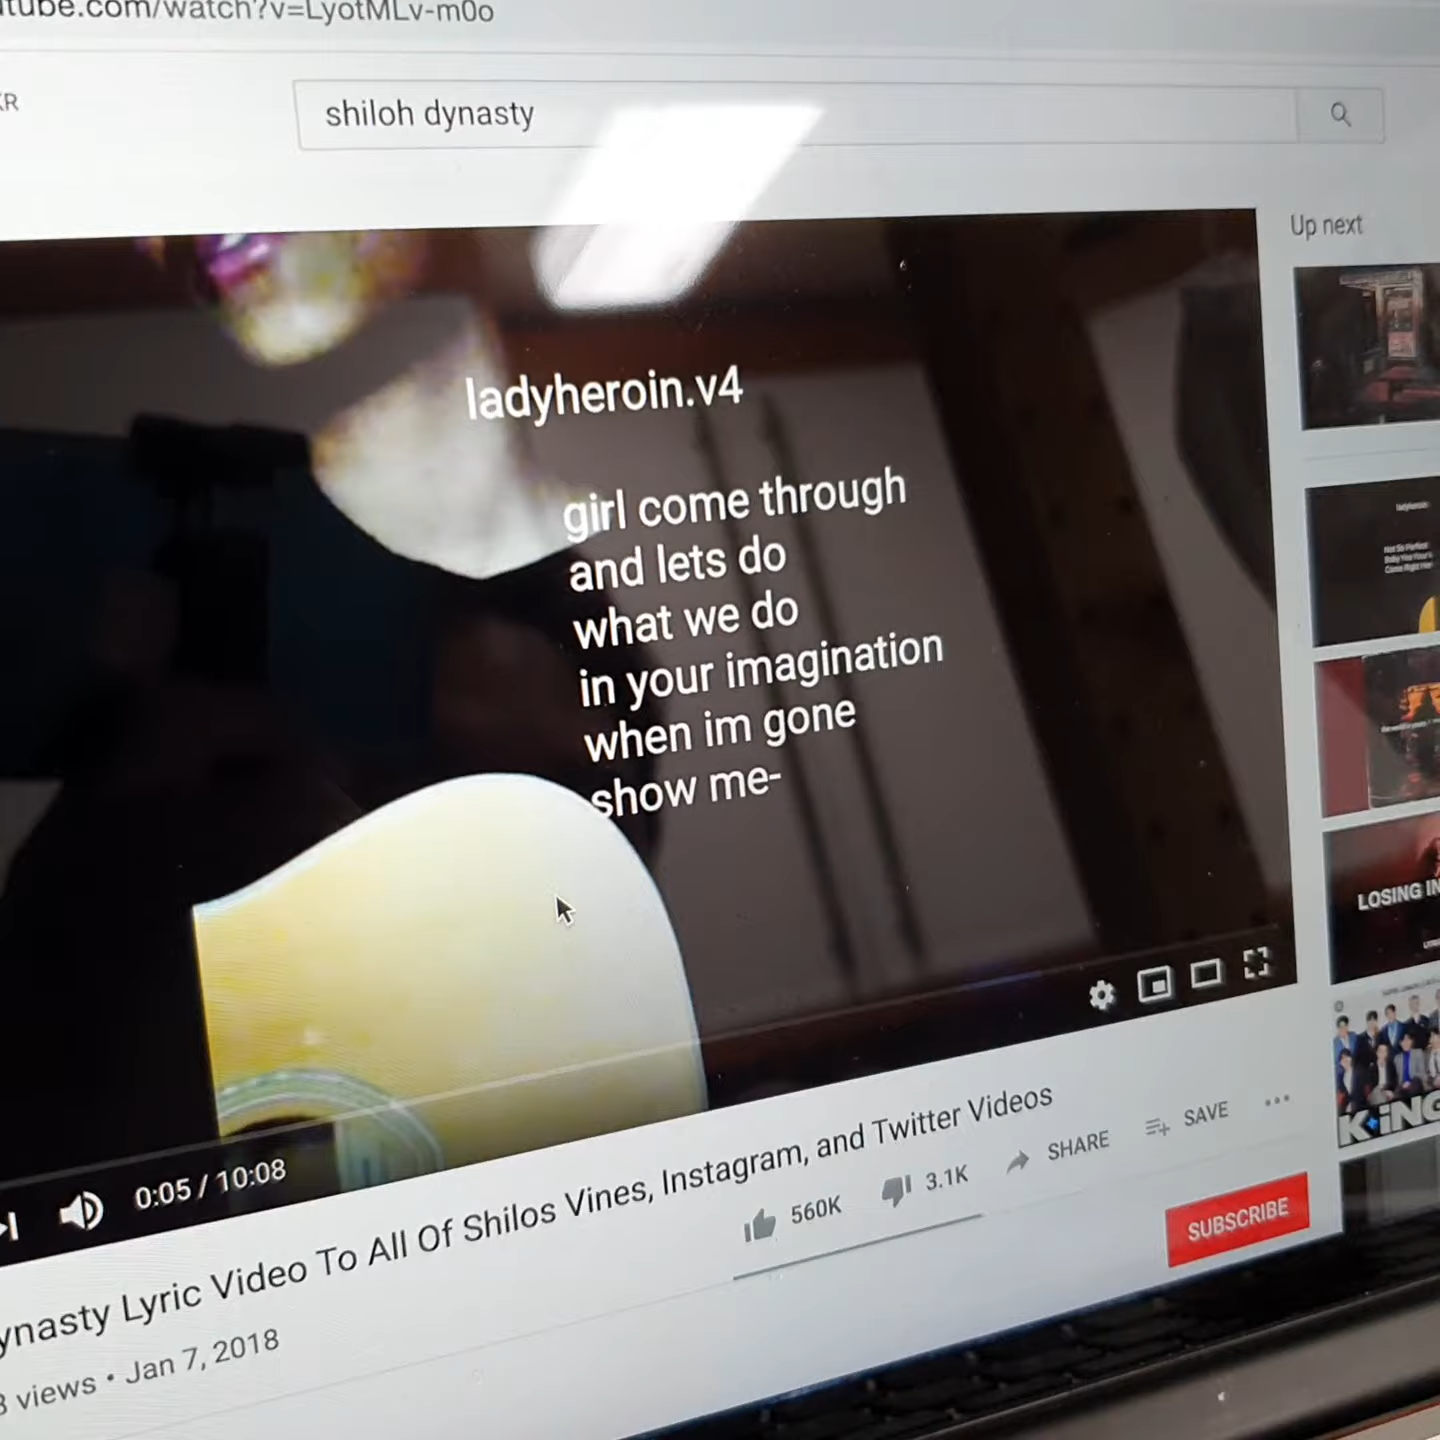 tube.com/watch?v=LyotMLv-m0o
KR
shiloh dynasty
Up next
ladyheroin.v4
girl come through
and lets do
what we do
in your imagination
when im gone
show me-
0:05 / 10:08
ynasty Lyric Video To All Of Shilos Vines, Instagram, and Twitter Videos
views • Jan 7, 2018
560K
3.1K
SHARE
SAVE
SUBSCRIBE
LOSING IN
KING